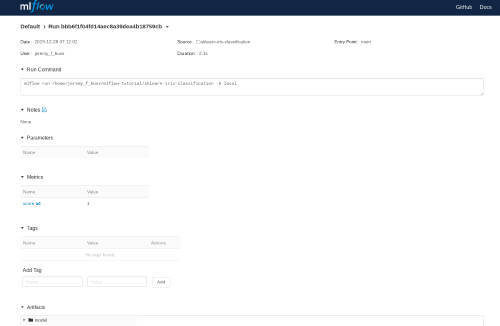 mlflow
GitHub Docs
Default > Run bbb6f1f04fd14aec8a39dea4b18759cb
Date : 2019-12-28 07:12:02
Source : sklearn-iris-classification
Entry Point : main
User : jeremy_f_buss
Duration : 2.1s
Run Command
mlflow run /home/jeremy_f_buss/mlflow-tutorial/sklearn-iris-classification -b local
Notes
None
Parameters
Name Value
Metrics
Name Value
score 1
Tags
Name Value Actions
No tags found.
Add Tag
Name Value Add
Artifacts
model